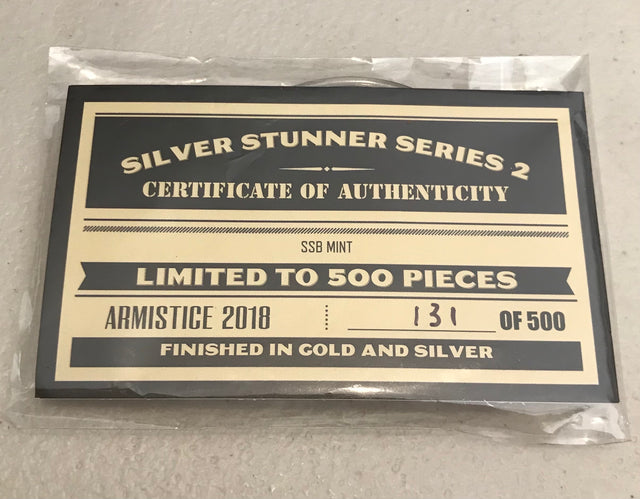 SILVER STUNNER SERIES 2
CERTIFICATE OF AUTHENTICITY
SSB MINT
LIMITED TO 500 PIECES
ARMISTICE 2018 131 OF 500
FINISHED IN GOLD AND SILVER